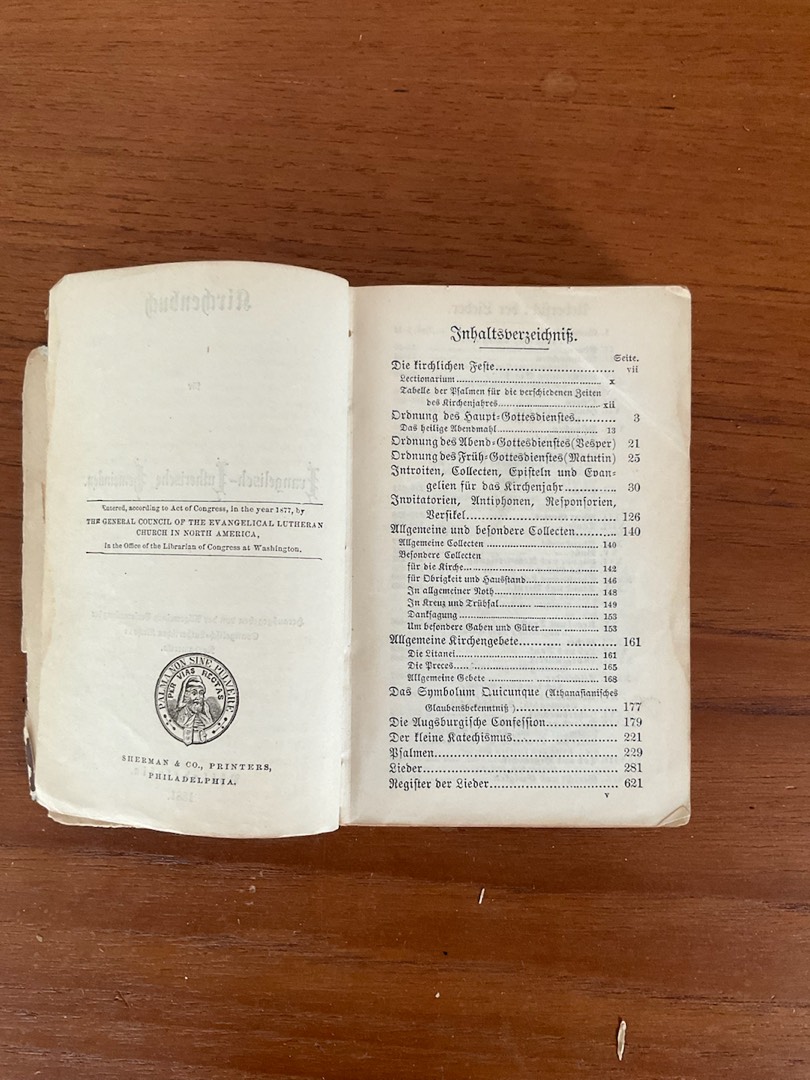 Entered, according to Act of Congress, in the year 1877, by
THE GENERAL COUNCIL OF THE EVANGELICAL LUTHERAN
CHURCH IN NORTH AMERICA,
In the Office of the Librarian of Congress at Washington.
PALMA NON SINE PULVERE
PER VIAS RECTAS
SHERMAN & CO., PRINTERS,
PHILADELPHIA.
Inhaltsverzeichniß.
Seite.
Die kirchlichen Feste vii
Lectionarium x
Tabelle der Psalmen für die verschiedenen Zeiten
des Kirchenjahres xii
Ordnung des Haupt-Gottesdienstes 3
Das heilige Abendmahl 13
Ordnung des Abend-Gottesdienstes (Vesper) 21
Ordnung des Früh-Gottesdienstes (Matutin) 25
Introiten, Collecten, Episteln und Evan-
gelien für das Kirchenjahr 30
Invitatorien, Antiphonen, Responsorien,
Versikel 126
Allgemeine und besondere Collecten 140
Allgemeine Collecten 140
Besondere Collecten
für die Kirche 142
für Obrigkeit und Hausstand 146
In allgemeiner Noth 148
In Kreuz und Trübsal 149
Danksagung 153
Um besondere Gaben und Güter 153
Allgemeine Kirchengebete 161
Die Litanei 161
Die Preces 165
Allgemeine Gebete 168
Das Symbolum Quicunque (Athanasianisches
Glaubensbekenntniß) 177
Die Augsburgische Confession 179
Der kleine Katechismus 221
Psalmen 229
Lieder 281
Register der Lieder 621
v